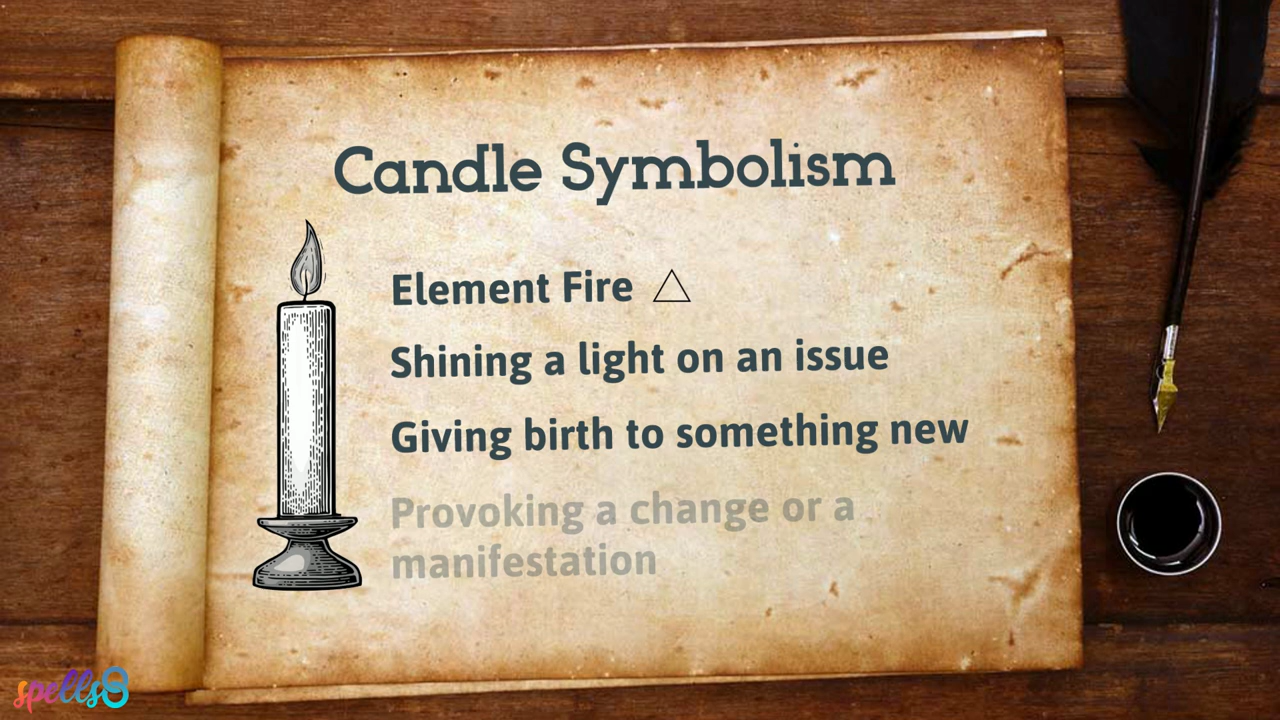 Candle Symbolism
Element Fire
Shining a light on an issue
Giving birth to something new
Provoking a change or a
manifestation
spells8